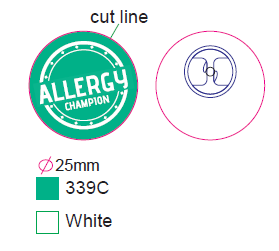 cut line
ALLERGY
CHAMPION
⌀25mm
339C
White